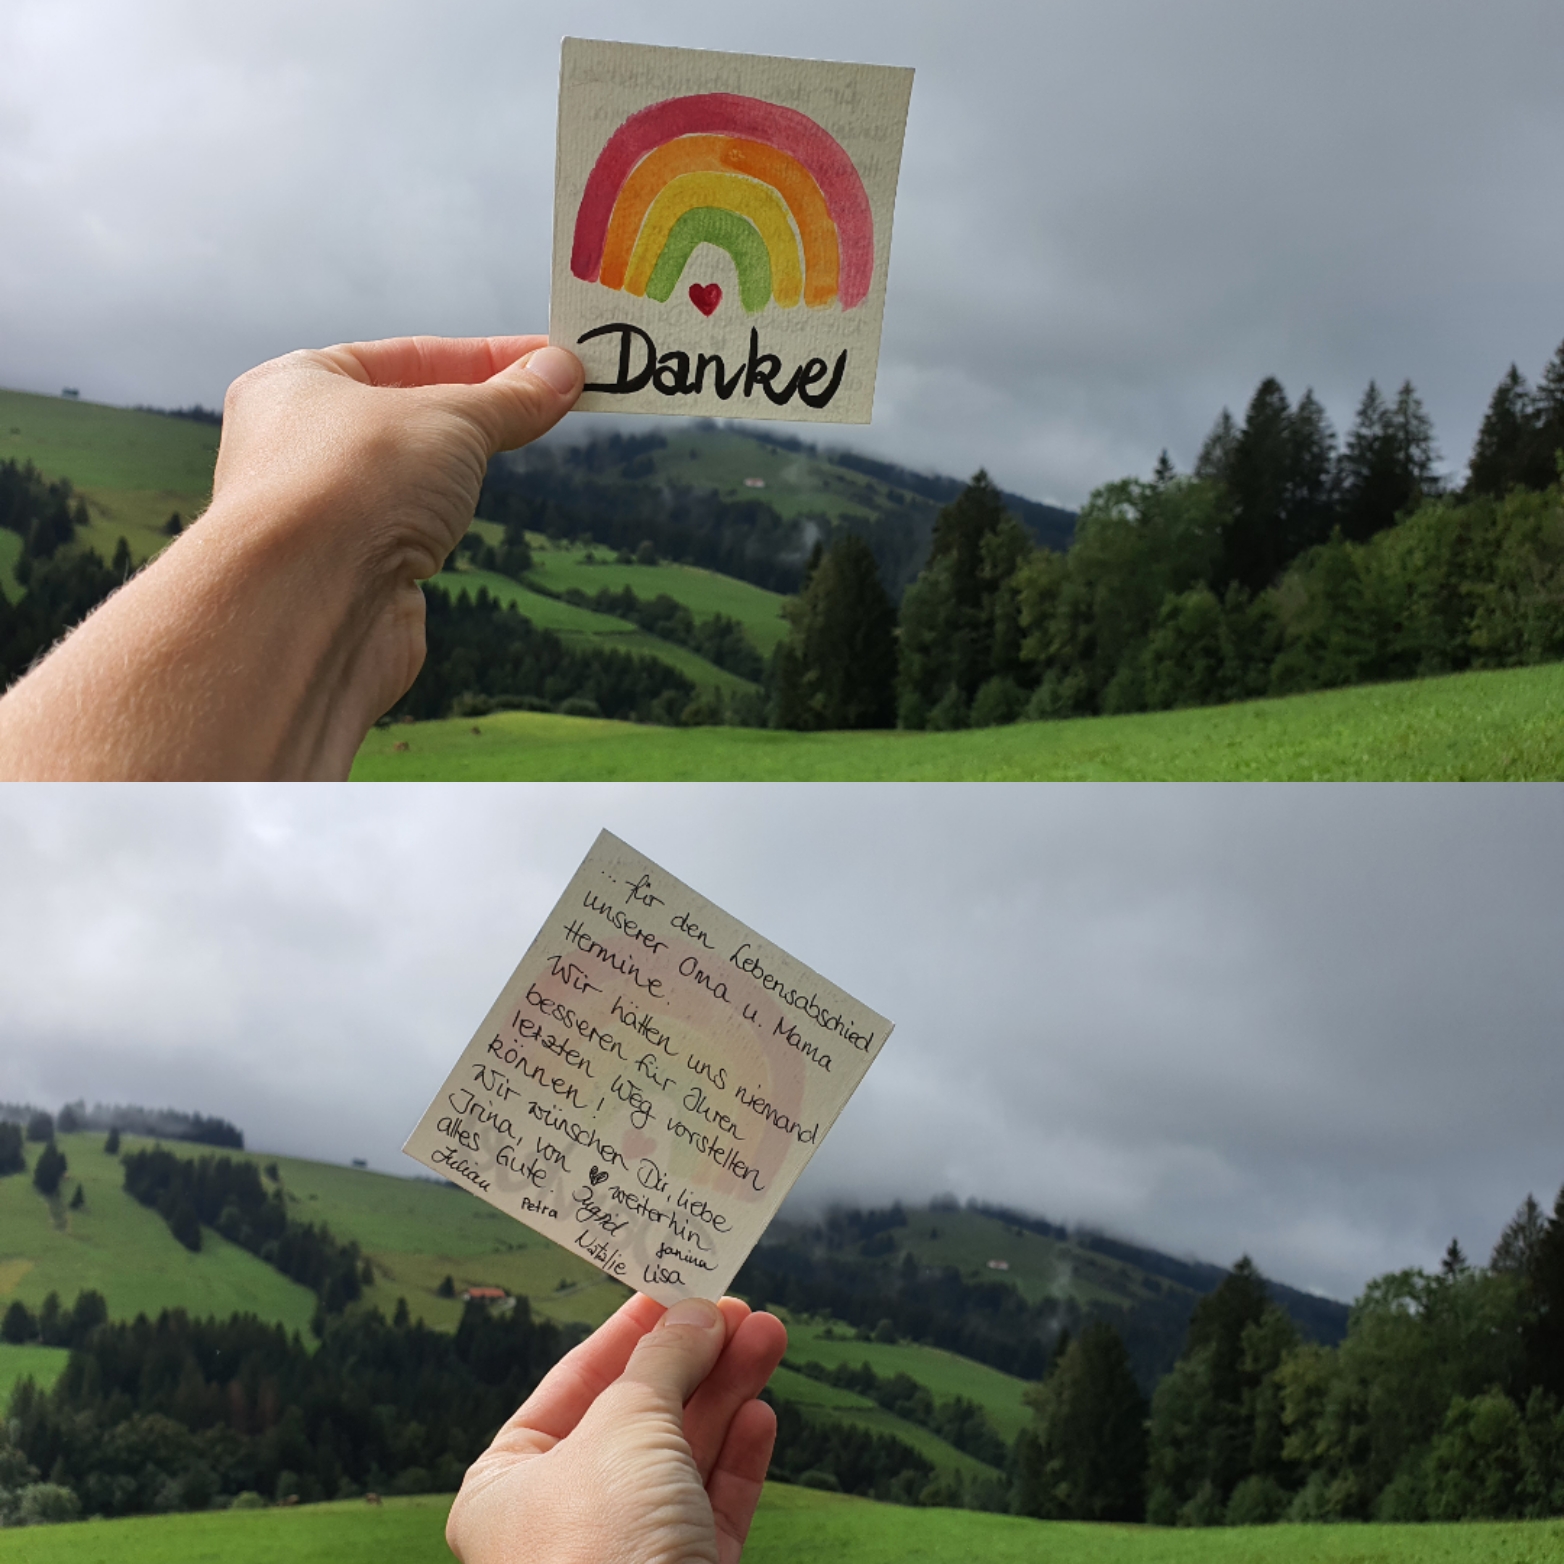 Danke
... für den Lebensabschied
unserer Oma u. Mama
Hermine.
Wir hätten uns niemand
besseren für Ihren
letzten Weg vorstellen
können!
Wir wünschen Dir, liebe
Irina, von ♥ weiterhin
alles Gute. Ingrid
Julian Petra Janina
Natalie Lisa